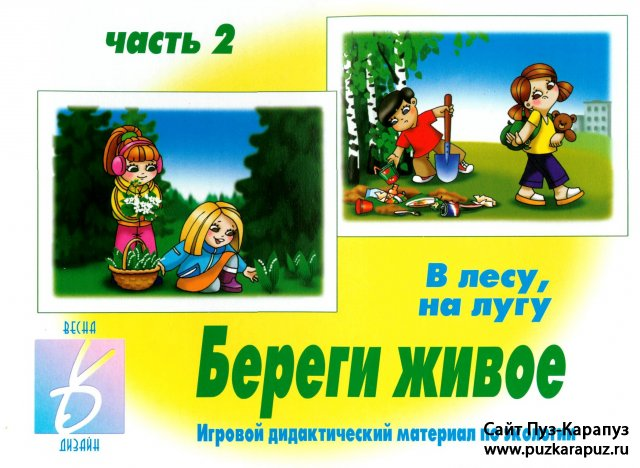 часть 2
В лесу,
на лугу
ВЕСНА
ДИЗАЙН
Береги живое
Игровой дидактический материал по экологии
Сайт Пуз-Карапуз
www.puzkarapuz.ru